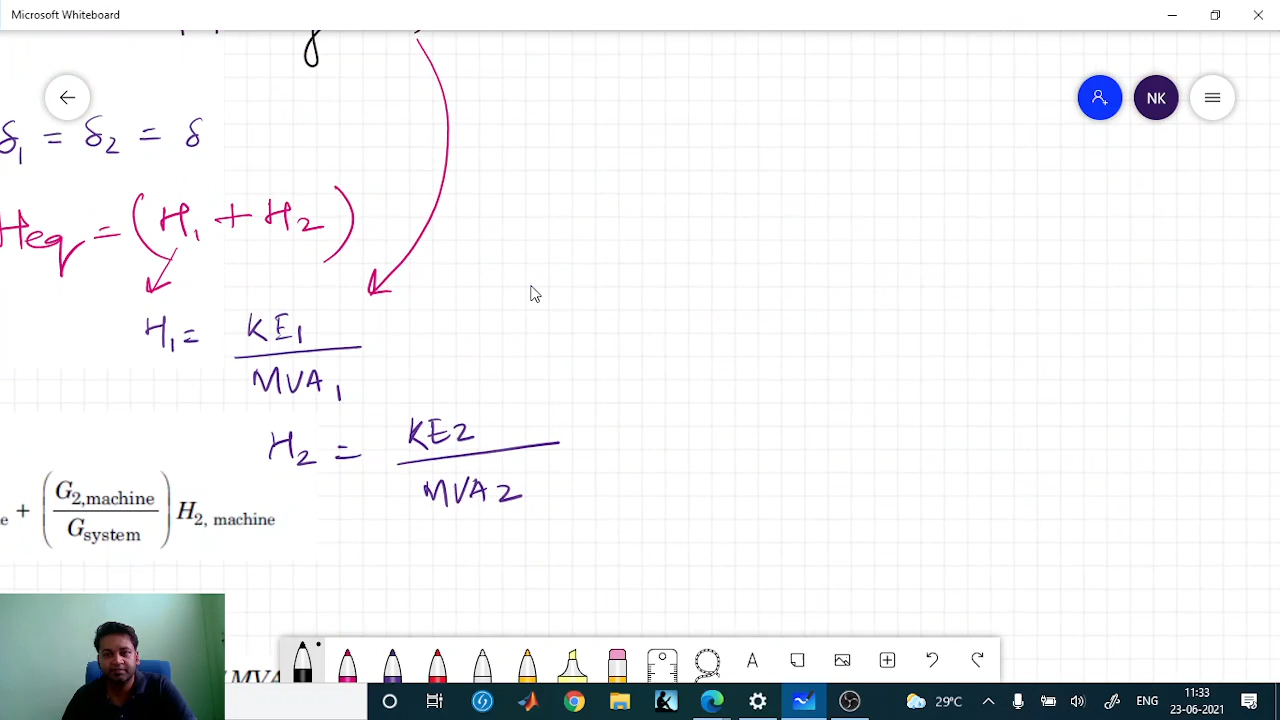 Microsoft Whiteboard
NK
δ1 = δ2 = δ
Heq = (H1 + H2)
H1 = KE1
MVA1
H2 = KE2
MVA2
+ (G2,machine / Gsystem) H2, machine
MVA
A
29°C
ENG
11:33
23-06-2021